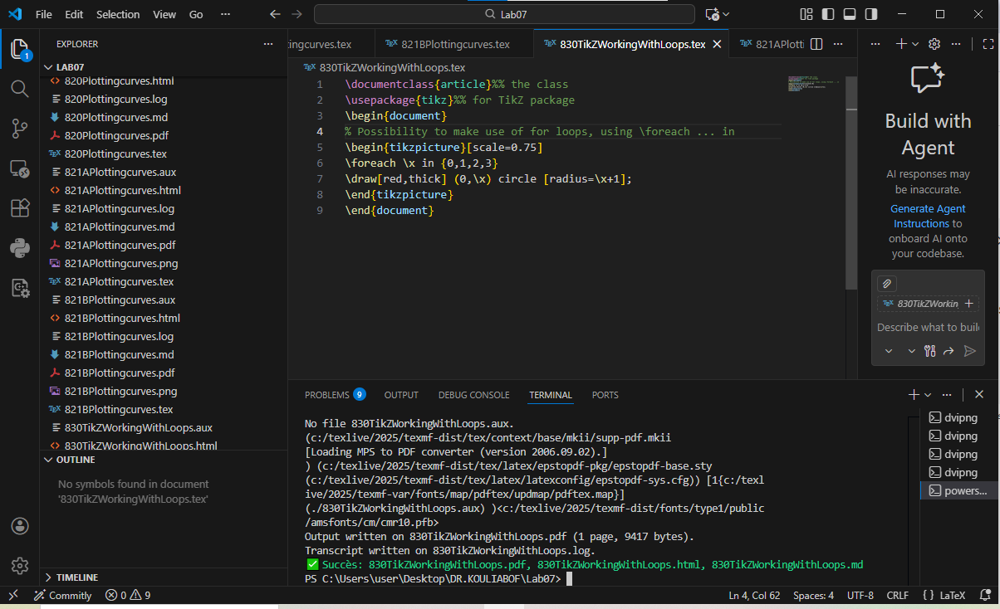 File Edit Selection View Go ··· Lab07
EXPLORER ···
LAB07
820Plottingcurves.html
820Plottingcurves.log
820Plottingcurves.md
820Plottingcurves.pdf
820Plottingcurves.tex
821APlottingcurves.aux
821APlottingcurves.html
821APlottingcurves.log
821APlottingcurves.md
821APlottingcurves.pdf
821APlottingcurves.png
821APlottingcurves.tex
821BPlottingcurves.aux
821BPlottingcurves.html
821BPlottingcurves.log
821BPlottingcurves.md
821BPlottingcurves.pdf
821BPlottingcurves.png
821BPlottingcurves.tex
830TikZWorkingWithLoops.aux
830TikZWorkingWithLoops.html
OUTLINE
No symbols found in document
'830TikZWorkingWithLoops.tex'
TIMELINE
ingcurves.tex 821BPlottingcurves.tex 830TikZWorkingWithLoops.tex 821APlotti
830TikZWorkingWithLoops.tex
1 \documentclass{article}%% the class
2 \usepackage{tikz}%% for TikZ package
3 \begin{document}
4 % Possibility to make use of for loops, using \foreach ... in
5 \begin{tikzpicture}[scale=0.75]
6 \foreach \x in {0,1,2,3}
7 \draw[red,thick] (0,\x) circle [radius=\x+1];
8 \end{tikzpicture}
9 \end{document}
Build with
Agent
AI responses may
be inaccurate.
Generate Agent
Instructions to
onboard AI onto
your codebase.
830TikZWorkin
Describe what to buil
PROBLEMS 9 OUTPUT DEBUG CONSOLE TERMINAL PORTS
No file 830TikZWorkingWithLoops.aux.
(c:/texlive/2025/texmf-dist/tex/context/base/mkii/supp-pdf.mkii
[Loading MPS to PDF converter (version 2006.09.02).]
) (c:/texlive/2025/texmf-dist/tex/latex/epstopdf-pkg/epstopdf-base.sty
(c:/texlive/2025/texmf-dist/tex/latex/latexconfig/epstopdf-sys.cfg)) [1{c:/texl
ive/2025/texmf-var/fonts/map/pdftex/updmap/pdftex.map}]
(./830TikZWorkingWithLoops.aux) )<c:/texlive/2025/texmf-dist/fonts/type1/public
/amsfonts/cm/cmr10.pfb>
Output written on 830TikZWorkingWithLoops.pdf (1 page, 9417 bytes).
Transcript written on 830TikZWorkingWithLoops.log.
✅ Succès: 830TikZWorkingWithLoops.pdf, 830TikZWorkingWithLoops.html, 830TikZWorkingWithLoops.md
PS C:\Users\user\Desktop\DR.KOULIABOF\Lab07>
dvipng
dvipng
dvipng
dvipng
powers...
1
Commitly 0 9 Ln 4, Col 62 Spaces: 4 UTF-8 CRLF {} LaTeX